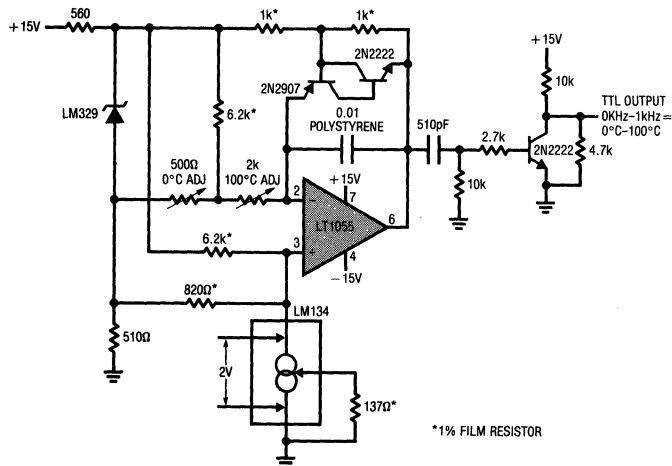 +15V
560
1k*
1k*
2N2222
2N2907
LM329
6.2k*
0.01
POLYSTYRENE
510pF
+15V
10k
TTL OUTPUT
0KHz–1kHz =
0°C–100°C
2.7k
2N2222
4.7k
10k
500Ω
0°C ADJ
2k
100°C ADJ
+15V
2
–
7
LT1055
6
3
+
4
–15V
6.2k*
820Ω*
LM134
510Ω
2V
137Ω*
*1% FILM RESISTOR